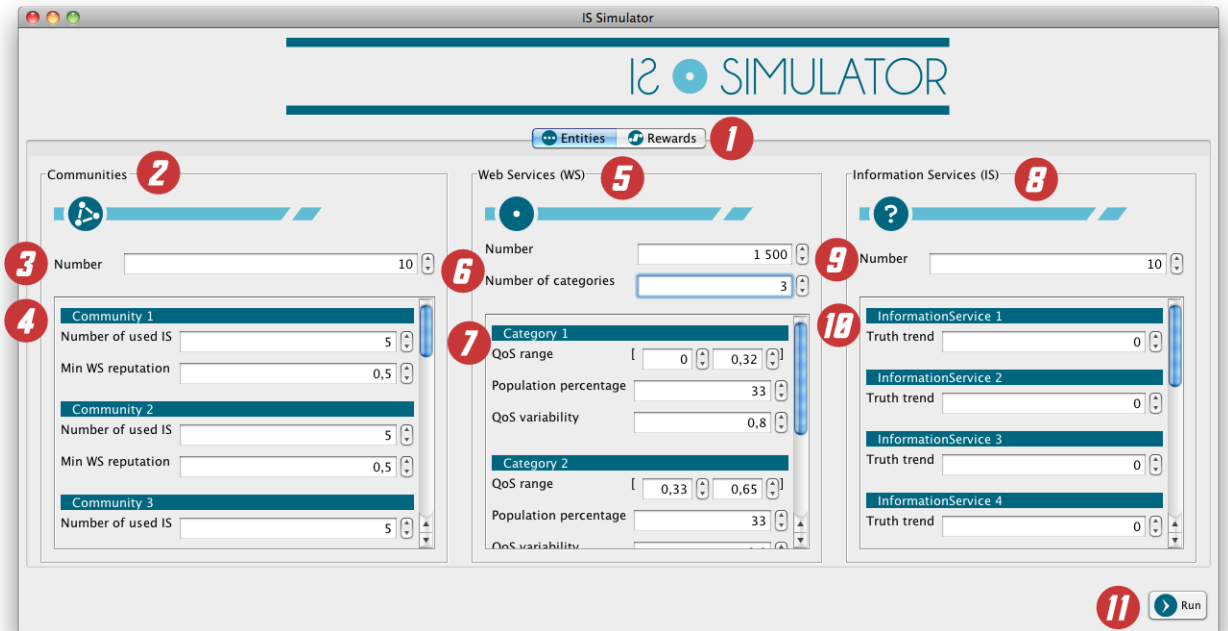 IS Simulator
IS SIMULATOR
Entities
Rewards
1
Communities
2
3
Number
10
4
Community 1
Number of used IS
5
Min WS reputation
0,5
Community 2
Number of used IS
5
Min WS reputation
0,5
Community 3
Number of used IS
5
Web Services (WS)
5
Number
1 500
6
Number of categories
3
7
Category 1
QoS range
[ 0 0,32 ]
Population percentage
33
QoS variability
0,8
Category 2
QoS range
[ 0,33 0,65 ]
Population percentage
33
QoS variability
Information Services (IS)
8
9
Number
10
10
InformationService 1
Truth trend
0
InformationService 2
Truth trend
0
InformationService 3
Truth trend
0
InformationService 4
Truth trend
0
11
Run